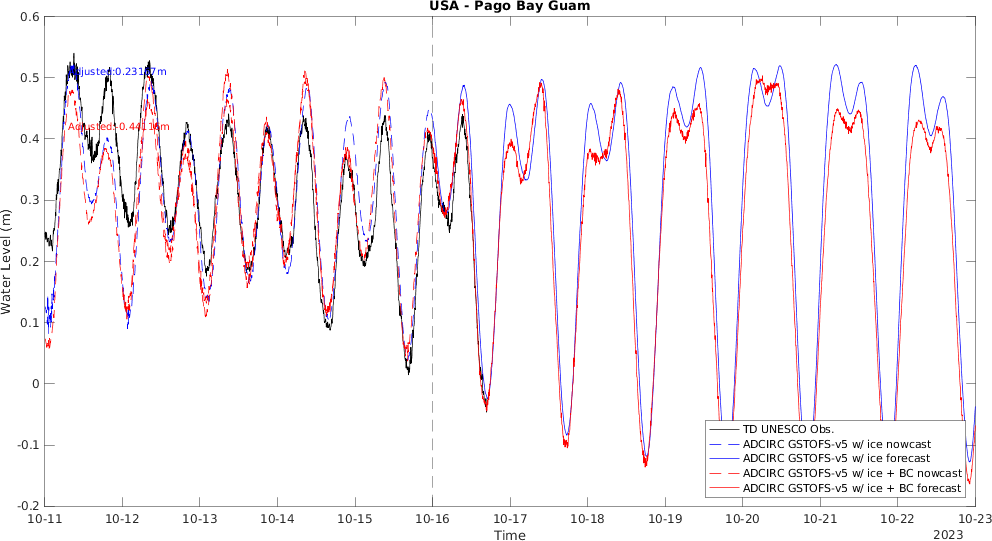 USA - Pago Bay Guam
0.6
0.5
0.4
0.3
0.2
0.1
0
-0.1
-0.2
Water Level (m)
TD UNESCO Obs.
ADCIRC GSTOFS-v5 w/ ice nowcast
ADCIRC GSTOFS-v5 w/ ice forecast
ADCIRC GSTOFS-v5 w/ ice + BC nowcast
ADCIRC GSTOFS-v5 w/ ice + BC forecast
10-11 10-12 10-13 10-14 10-15 10-16 10-17 10-18 10-19 10-20 10-21 10-22 10-23
Time
2023